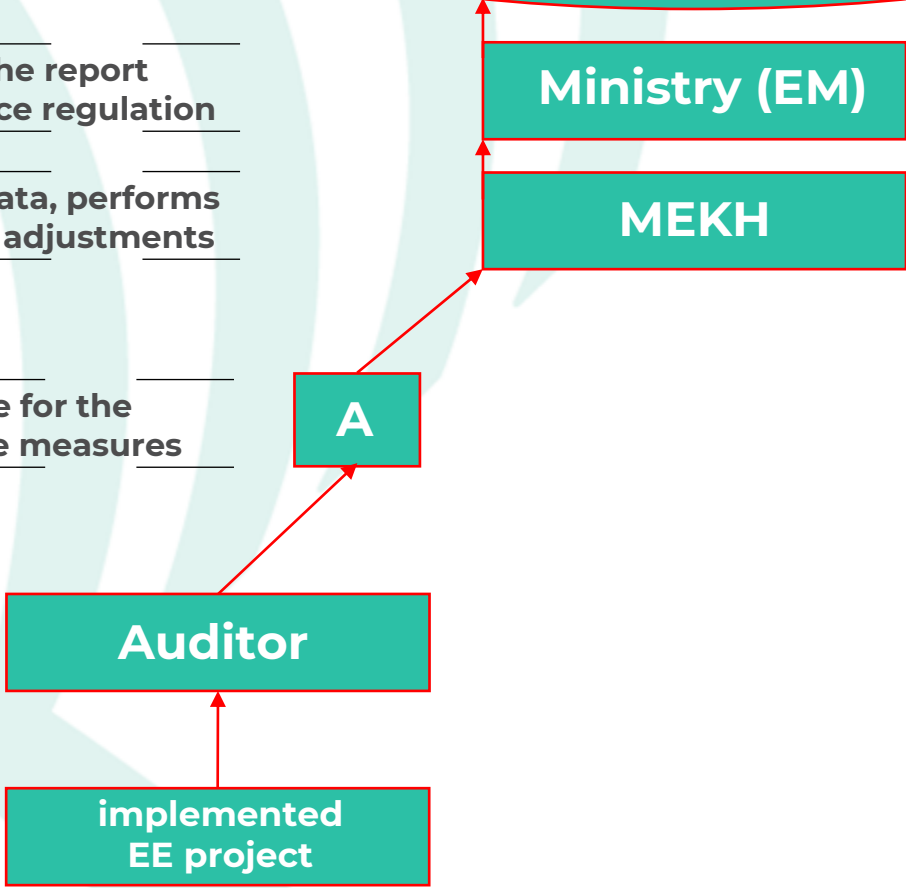 he report
ce regulation
Ministry (EM)
ata, performs
adjustments
MEKH
e for the
e measures
A
Auditor
implemented
EE project